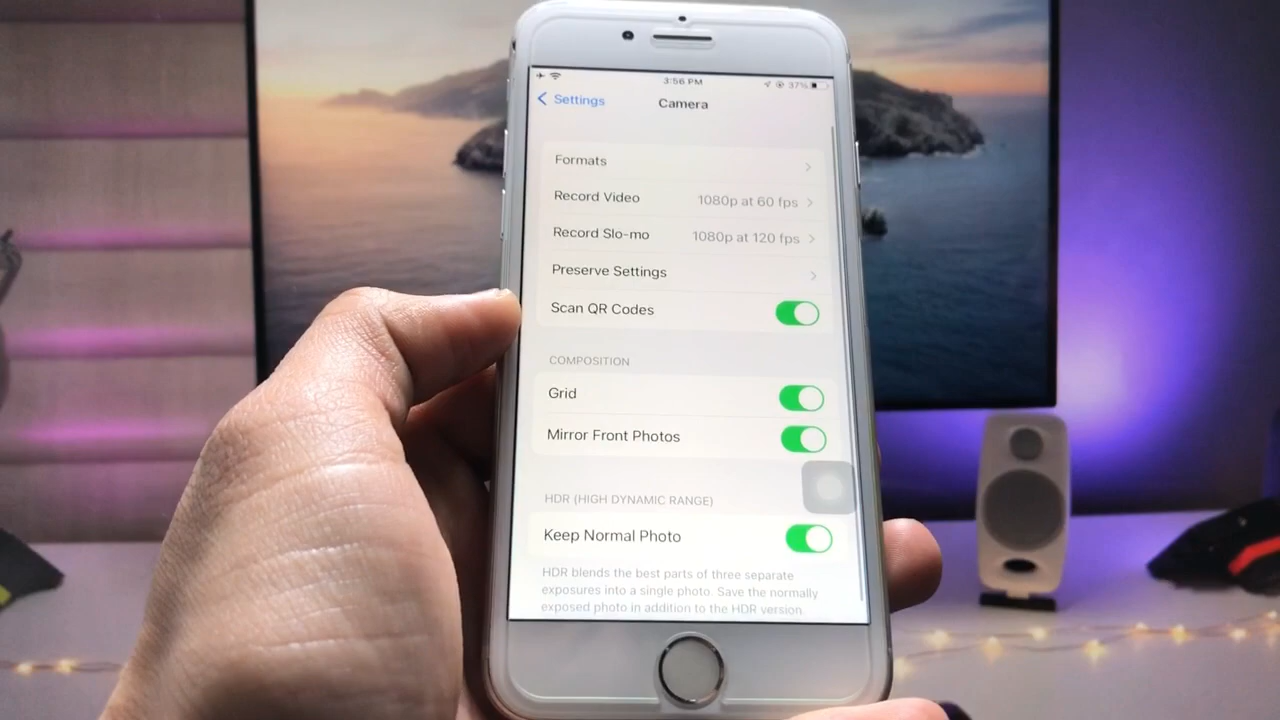 3:56 PM
37%
Settings
Camera
Formats
Record Video 1080p at 60 fps
Record Slo-mo 1080p at 120 fps
Preserve Settings
Scan QR Codes
COMPOSITION
Grid
Mirror Front Photos
HDR (HIGH DYNAMIC RANGE)
Keep Normal Photo
HDR blends the best parts of three separate
exposures into a single photo. Save the normally
exposed photo in addition to the HDR version.